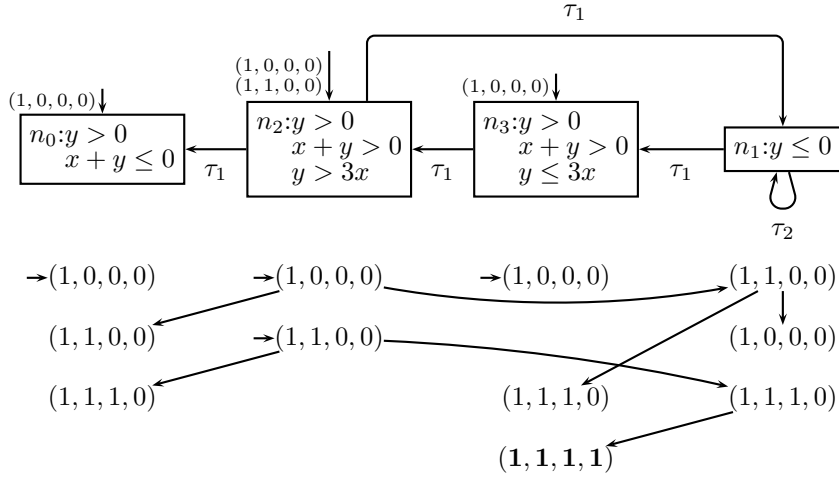 τ₁
(1, 0, 0, 0)
(1, 1, 0, 0)
(1, 0, 0, 0)
(1, 0, 0, 0)
n₀:y > 0
x + y ≤ 0
n₂:y > 0
x + y > 0
y > 3x
n₃:y > 0
x + y > 0
y ≤ 3x
n₁:y ≤ 0
τ₁
τ₁
τ₁
τ₂
(1, 0, 0, 0) (1, 0, 0, 0) (1, 0, 0, 0) (1, 1, 0, 0)
(1, 1, 0, 0) (1, 1, 0, 0) (1, 0, 0, 0)
(1, 1, 1, 0) (1, 1, 1, 0) (1, 1, 1, 0)
(1, 1, 1, 1)